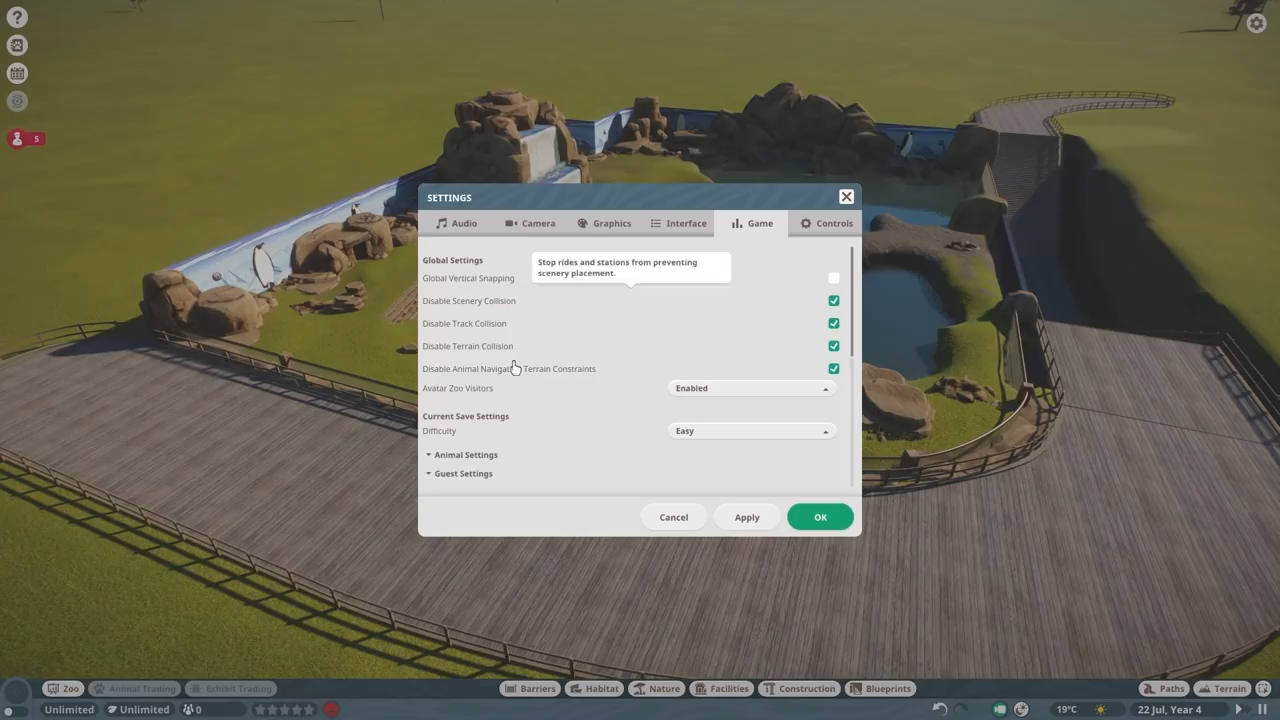 ?
5
SETTINGS
Audio
Camera
Graphics
Interface
Game
Controls
Global Settings
Stop rides and stations from preventing
scenery placement.
Global Vertical Snapping
Disable Scenery Collision
Disable Track Collision
Disable Terrain Collision
Disable Animal Navigat Terrain Constraints
Avatar Zoo Visitors
Enabled
Current Save Settings
Difficulty
Easy
Animal Settings
Guest Settings
Cancel
Apply
OK
Zoo
Animal Trading
Exhibit Trading
Barriers
Habitat
Nature
Facilities
Construction
Blueprints
Paths
Terrain
Unlimited
Unlimited
0
19°C
22 Jul, Year 4